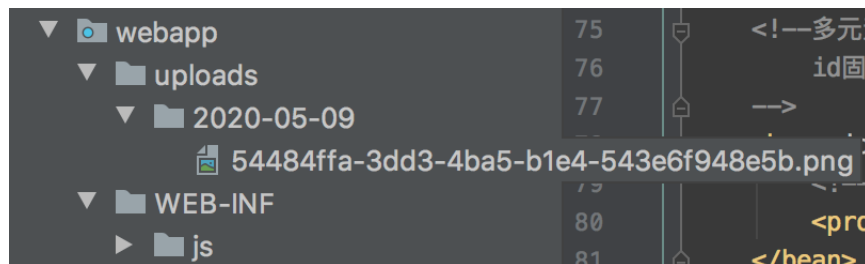 webapp
uploads
2020-05-09
54484ffa-3dd3-4ba5-b1e4-543e6f948e5b.png
WEB-INF
js
75 <!--多元
76 id固
77 -->
79 <!--
80 <pro
81 </bean>